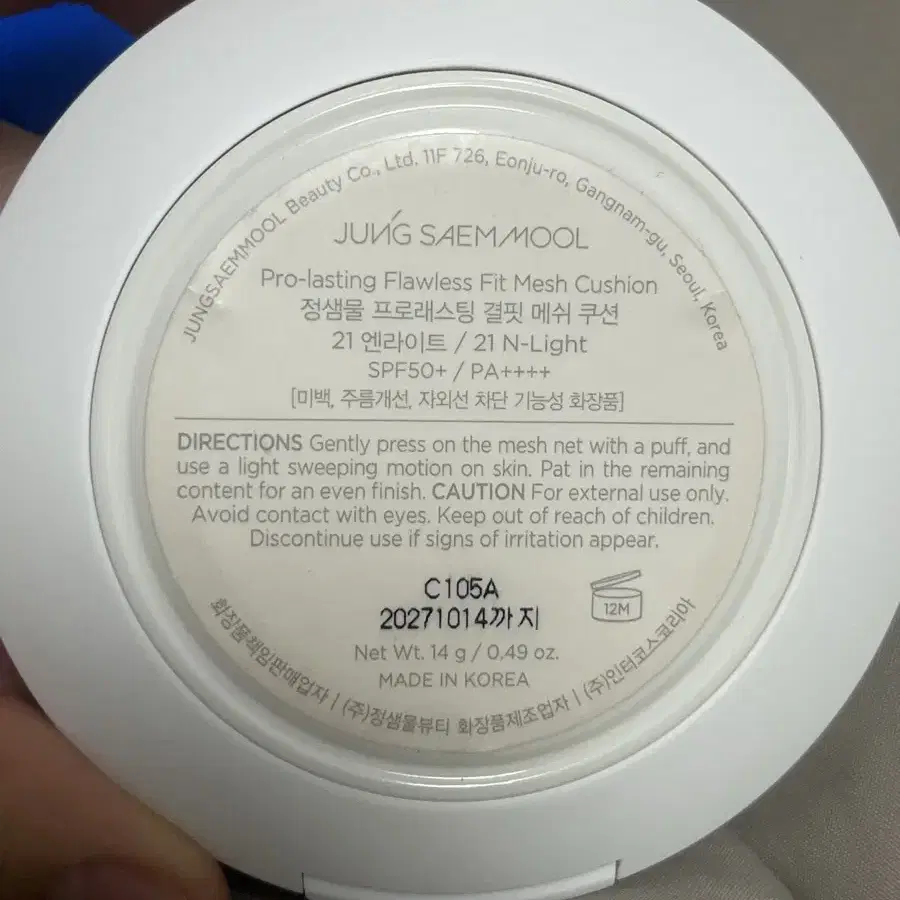 JUNGSAEMMOOL Beauty Co., Ltd. 11F 726, Eonju-ro, Gangnam-gu, Seoul, Korea
JUNG SAEM MOOL
Pro-lasting Flawless Fit Mesh Cushion
정샘물 프로래스팅 결핏 메쉬 쿠션
21 엔라이트 / 21 N-Light
SPF50+ / PA++++
[미백, 주름개선, 자외선 차단 기능성 화장품]
DIRECTIONS Gently press on the mesh net with a puff, and
use a light sweeping motion on skin. Pat in the remaining
content for an even finish. CAUTION For external use only.
Avoid contact with eyes. Keep out of reach of children.
Discontinue use if signs of irritation appear.
C105A
20271014까지
12M
Net Wt. 14 g / 0.49 oz.
MADE IN KOREA
화장품책임판매업자 | (주)정샘물뷰티 화장품제조업자 | (주)인터코스코리아